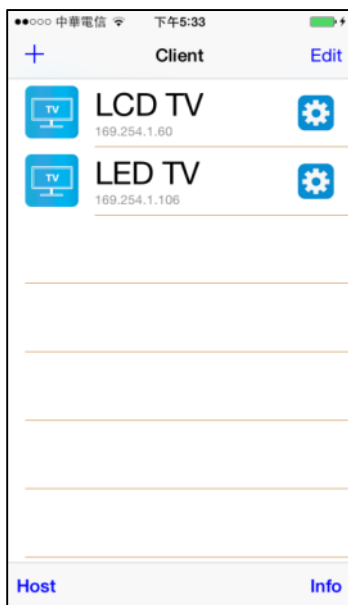 中華電信 下午5:33
+ Client Edit
TV LCD TV
169.254.1.60
TV LED TV
169.254.1.106
Host Info